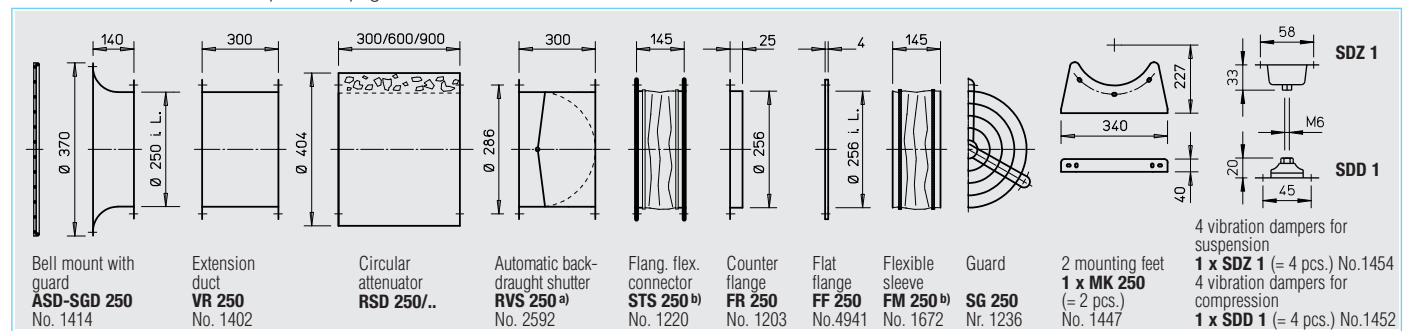 140
300
300/600/900
300
145
25
4
145
58
SDZ 1
33
227
M6
Ø 370
Ø 250 i. L.
Ø 404
Ø 286
Ø 256
Ø 256 i. L.
340
40
20
SDD 1
45
Bell mount with
guard
ASD-SGD 250
No. 1414
Extension
duct
VR 250
No. 1402
Circular
attenuator
RSD 250/..
Automatic back-
draught shutter
RVS 250 a)
No. 2592
Flang. flex.
connector
STS 250 b)
No. 1220
Counter
flange
FR 250
No. 1203
Flat
flange
FF 250
No.4941
Flexible
sleeve
FM 250 b)
No. 1672
Guard
SG 250
Nr. 1236
2 mounting feet
1 x MK 250
(= 2 pcs.)
No. 1447
4 vibration dampers for
suspension
1 x SDZ 1 (= 4 pcs.) No.1454
4 vibration dampers for
compression
1 x SDD 1 (= 4 pcs.) No.1452